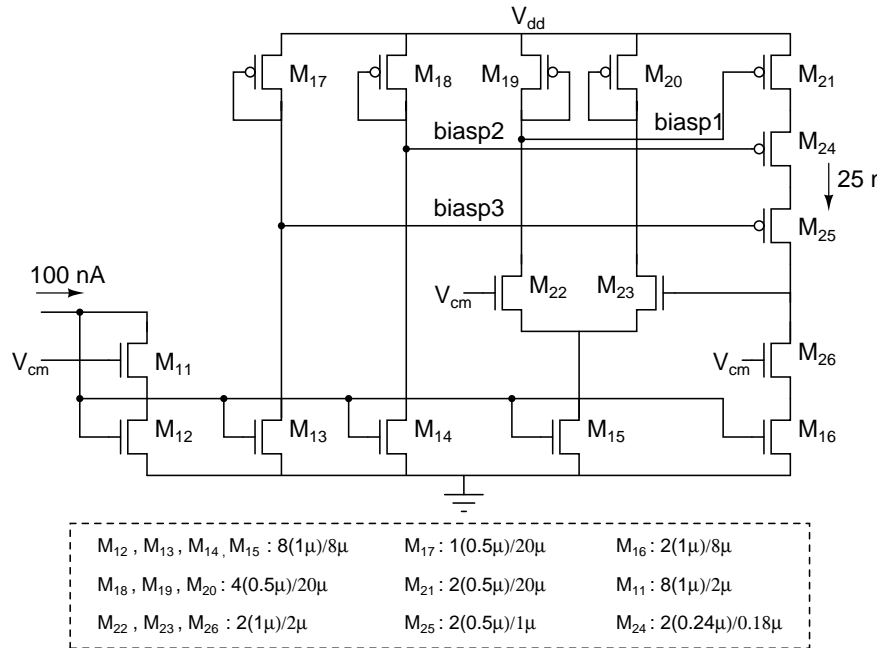 V_dd
M_17
M_18
M_19
M_20
M_21
biasp2
biasp1
M_24
25 n
biasp3
M_25
100 nA
V_cm
M_22
M_23
V_cm
M_11
V_cm
M_26
M_12
M_13
M_14
M_15
M_16
M_12 , M_13 , M_14 , M_15 : 8(1μ)/8μ
M_17 : 1(0.5μ)/20μ
M_16 : 2(1μ)/8μ
M_18 , M_19 , M_20 : 4(0.5μ)/20μ
M_21 : 2(0.5μ)/20μ
M_11 : 8(1μ)/2μ
M_22 , M_23 , M_26 : 2(1μ)/2μ
M_25 : 2(0.5μ)/1μ
M_24 : 2(0.24μ)/0.18μ